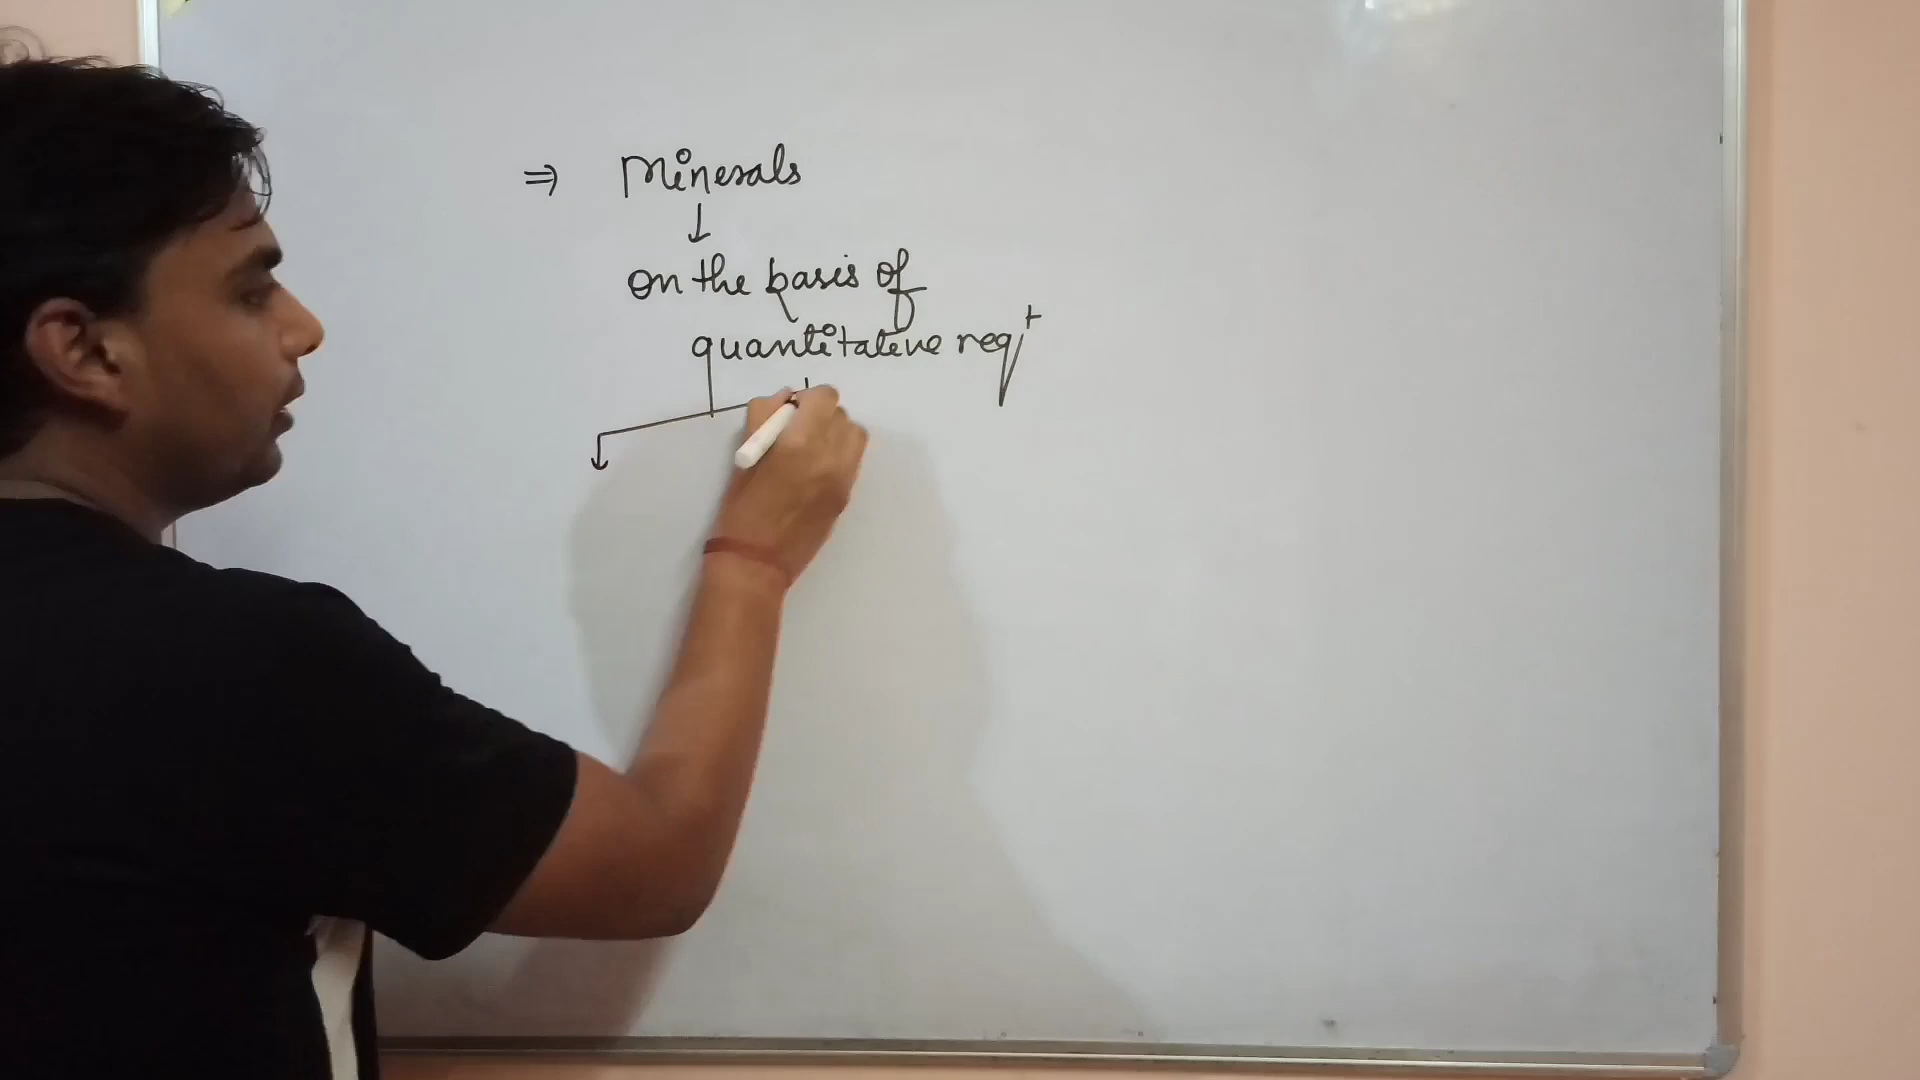 ⇒ Minerals
↓
on the basis of
quantitative reqᵗ